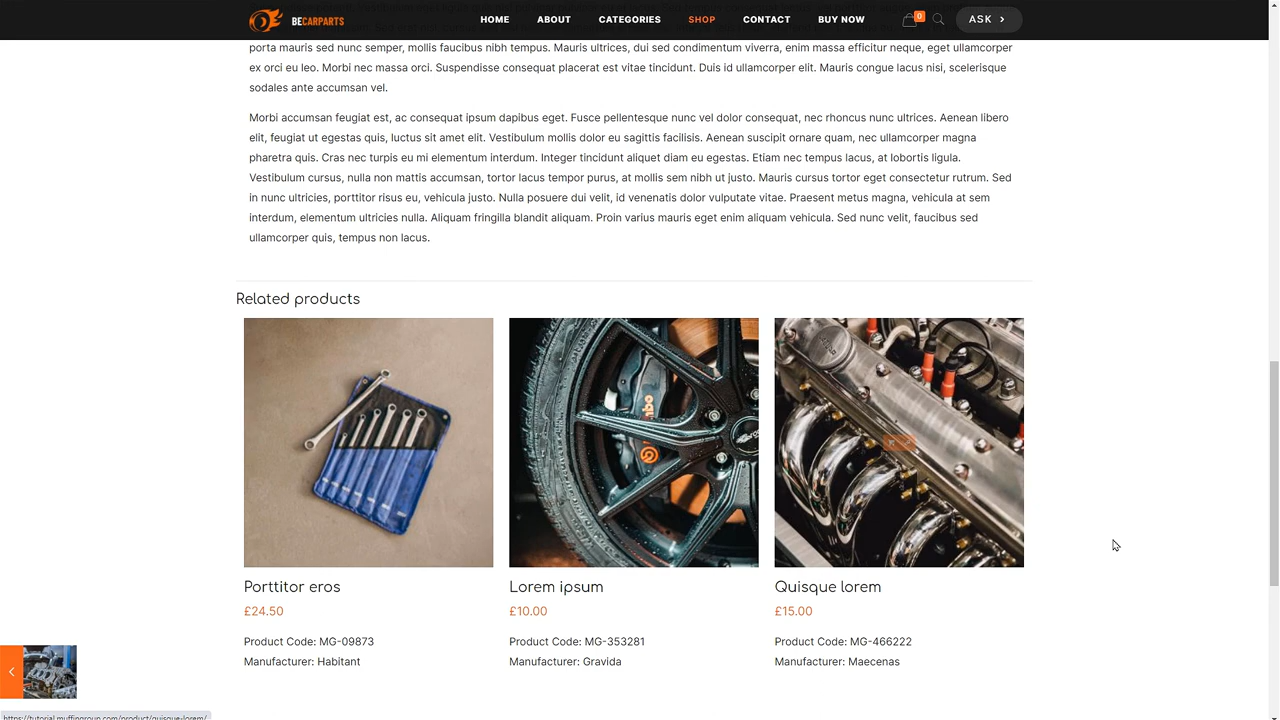 BECARPARTS
HOME ABOUT CATEGORIES SHOP CONTACT BUY NOW 0 ASK
porta mauris sed nunc semper, mollis faucibus nibh tempus. Mauris ultrices, dui sed condimentum viverra, enim massa efficitur neque, eget ullamcorper
ex orci eu leo. Morbi nec massa orci. Suspendisse consequat placerat est vitae tincidunt. Duis id ullamcorper elit. Mauris congue lacus nisi, scelerisque
sodales ante accumsan vel.
Morbi accumsan feugiat est, ac consequat ipsum dapibus eget. Fusce pellentesque nunc vel dolor consequat, nec rhoncus nunc ultrices. Aenean libero
elit, feugiat ut egestas quis, luctus sit amet elit. Vestibulum mollis dolor eu sagittis facilisis. Aenean suscipit ornare quam, nec ullamcorper magna
pharetra quis. Cras nec turpis eu mi elementum interdum. Integer tincidunt aliquet diam eu egestas. Etiam nec tempus lacus, at lobortis ligula.
Vestibulum cursus, nulla non mattis accumsan, tortor lacus tempor purus, at mollis sem nibh ut justo. Mauris cursus tortor eget consectetur rutrum. Sed
in nunc ultricies, porttitor risus eu, vehicula justo. Nulla posuere dui velit, id venenatis dolor vulputate vitae. Praesent metus magna, vehicula at sem
interdum, elementum ultricies nulla. Aliquam fringilla blandit aliquam. Proin varius mauris eget enim aliquam vehicula. Sed nunc velit, faucibus sed
ullamcorper quis, tempus non lacus.
Related products
Porttitor eros
£24.50
Product Code: MG-09873
Manufacturer: Habitant
Lorem ipsum
£10.00
Product Code: MG-353281
Manufacturer: Gravida
Quisque lorem
£15.00
Product Code: MG-466222
Manufacturer: Maecenas
https://tutorial.muffingroup.com/product/quisque-lorem/